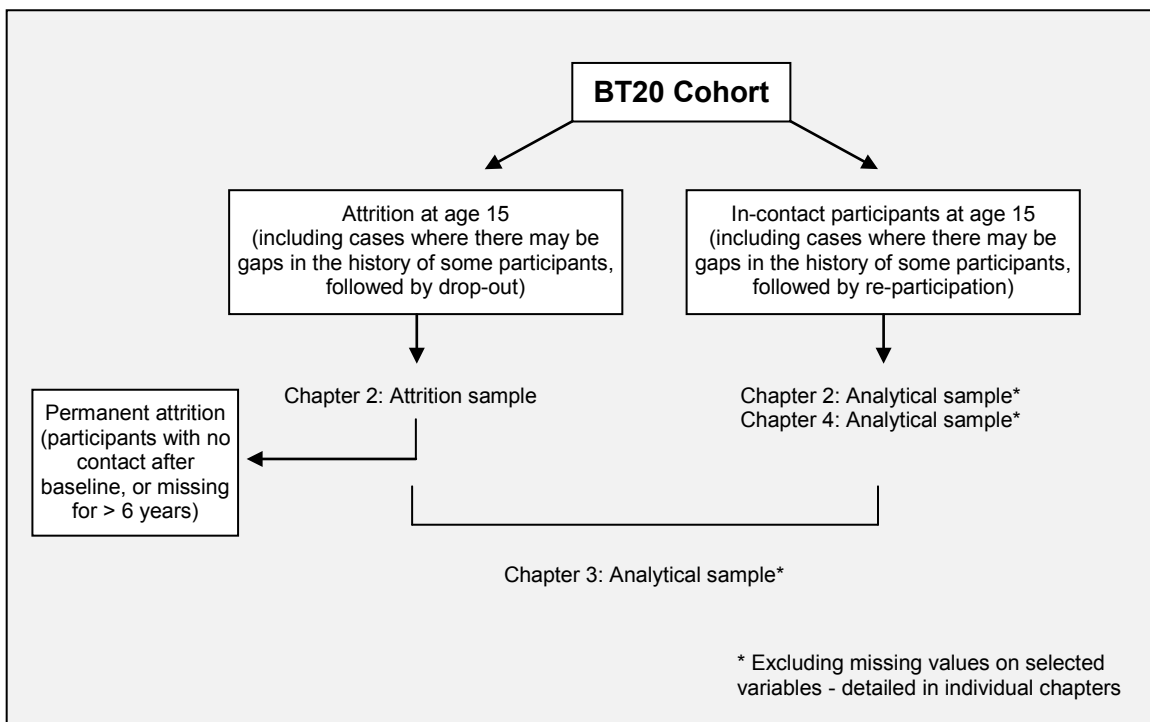 BT20 Cohort
Attrition at age 15
(including cases where there may be
gaps in the history of some participants,
followed by drop-out)
In-contact participants at age 15
(including cases where there may be
gaps in the history of some participants,
followed by re-participation)
Chapter 2: Attrition sample
Chapter 2: Analytical sample*
Chapter 4: Analytical sample*
Permanent attrition
(participants with no
contact after
baseline, or missing
for > 6 years)
Chapter 3: Analytical sample*
* Excluding missing values on selected
variables - detailed in individual chapters